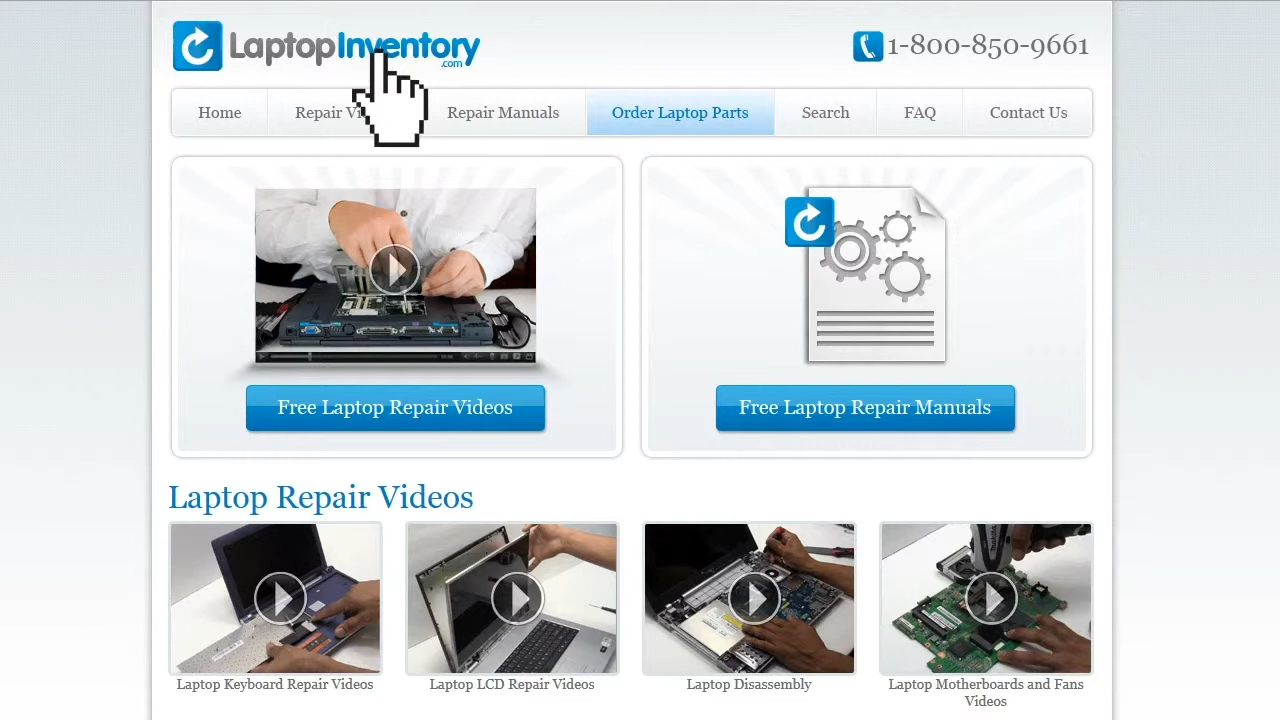 LaptopInventory
.com
1-800-850-9661
Home
Repair Vi
Repair Manuals
Order Laptop Parts
Search
FAQ
Contact Us
Free Laptop Repair Videos
Free Laptop Repair Manuals
Laptop Repair Videos
Laptop Keyboard Repair Videos
Laptop LCD Repair Videos
Laptop Disassembly
Laptop Motherboards and Fans
Videos